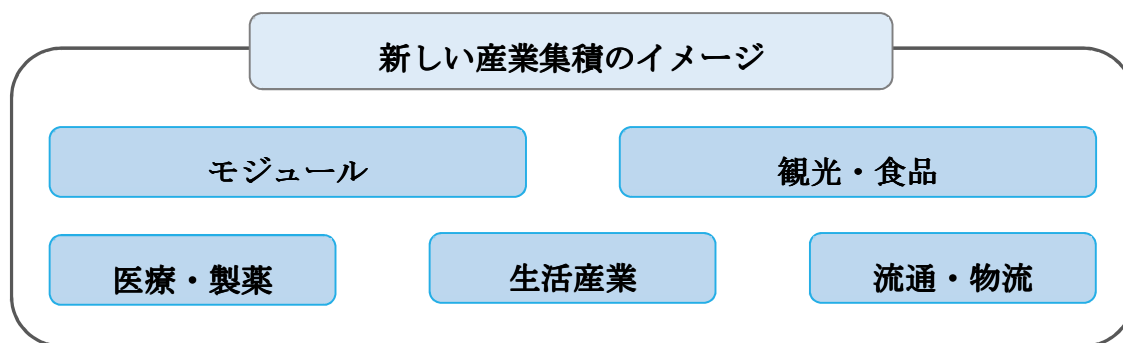 新しい産業集積のイメージ
モジュール
観光・食品
医療・製薬
生活産業
流通・物流